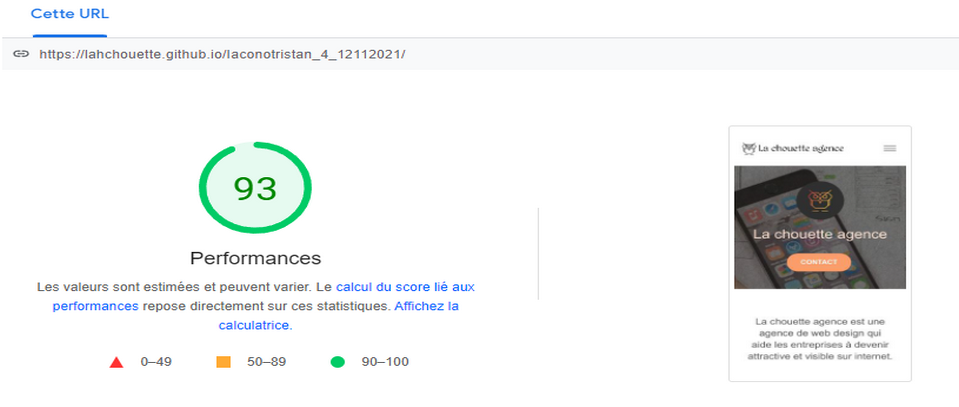 Cette URL
https://lahchouette.github.io/laconotristan_4_12112021/
93
Performances
Les valeurs sont estimées et peuvent varier. Le calcul du score lié aux
performances repose directement sur ces statistiques. Affichez la
calculatrice.
0–49
50–89
90–100
La chouette agence
La chouette agence
CONTACT
La chouette agence est une
agence de web design qui
aide les entreprises à devenir
attractive et visible sur internet.